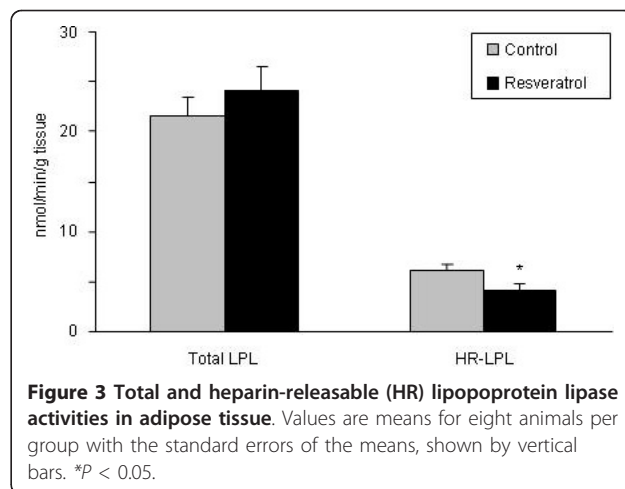 30
Control
Resveratrol
20
nmol/min/g tissue
10
*
0
Total LPL
HR-LPL
Figure 3 Total and heparin-releasable (HR) lipopoprotein lipase
activities in adipose tissue. Values are means for eight animals per
group with the standard errors of the means, shown by vertical
bars. *P < 0.05.